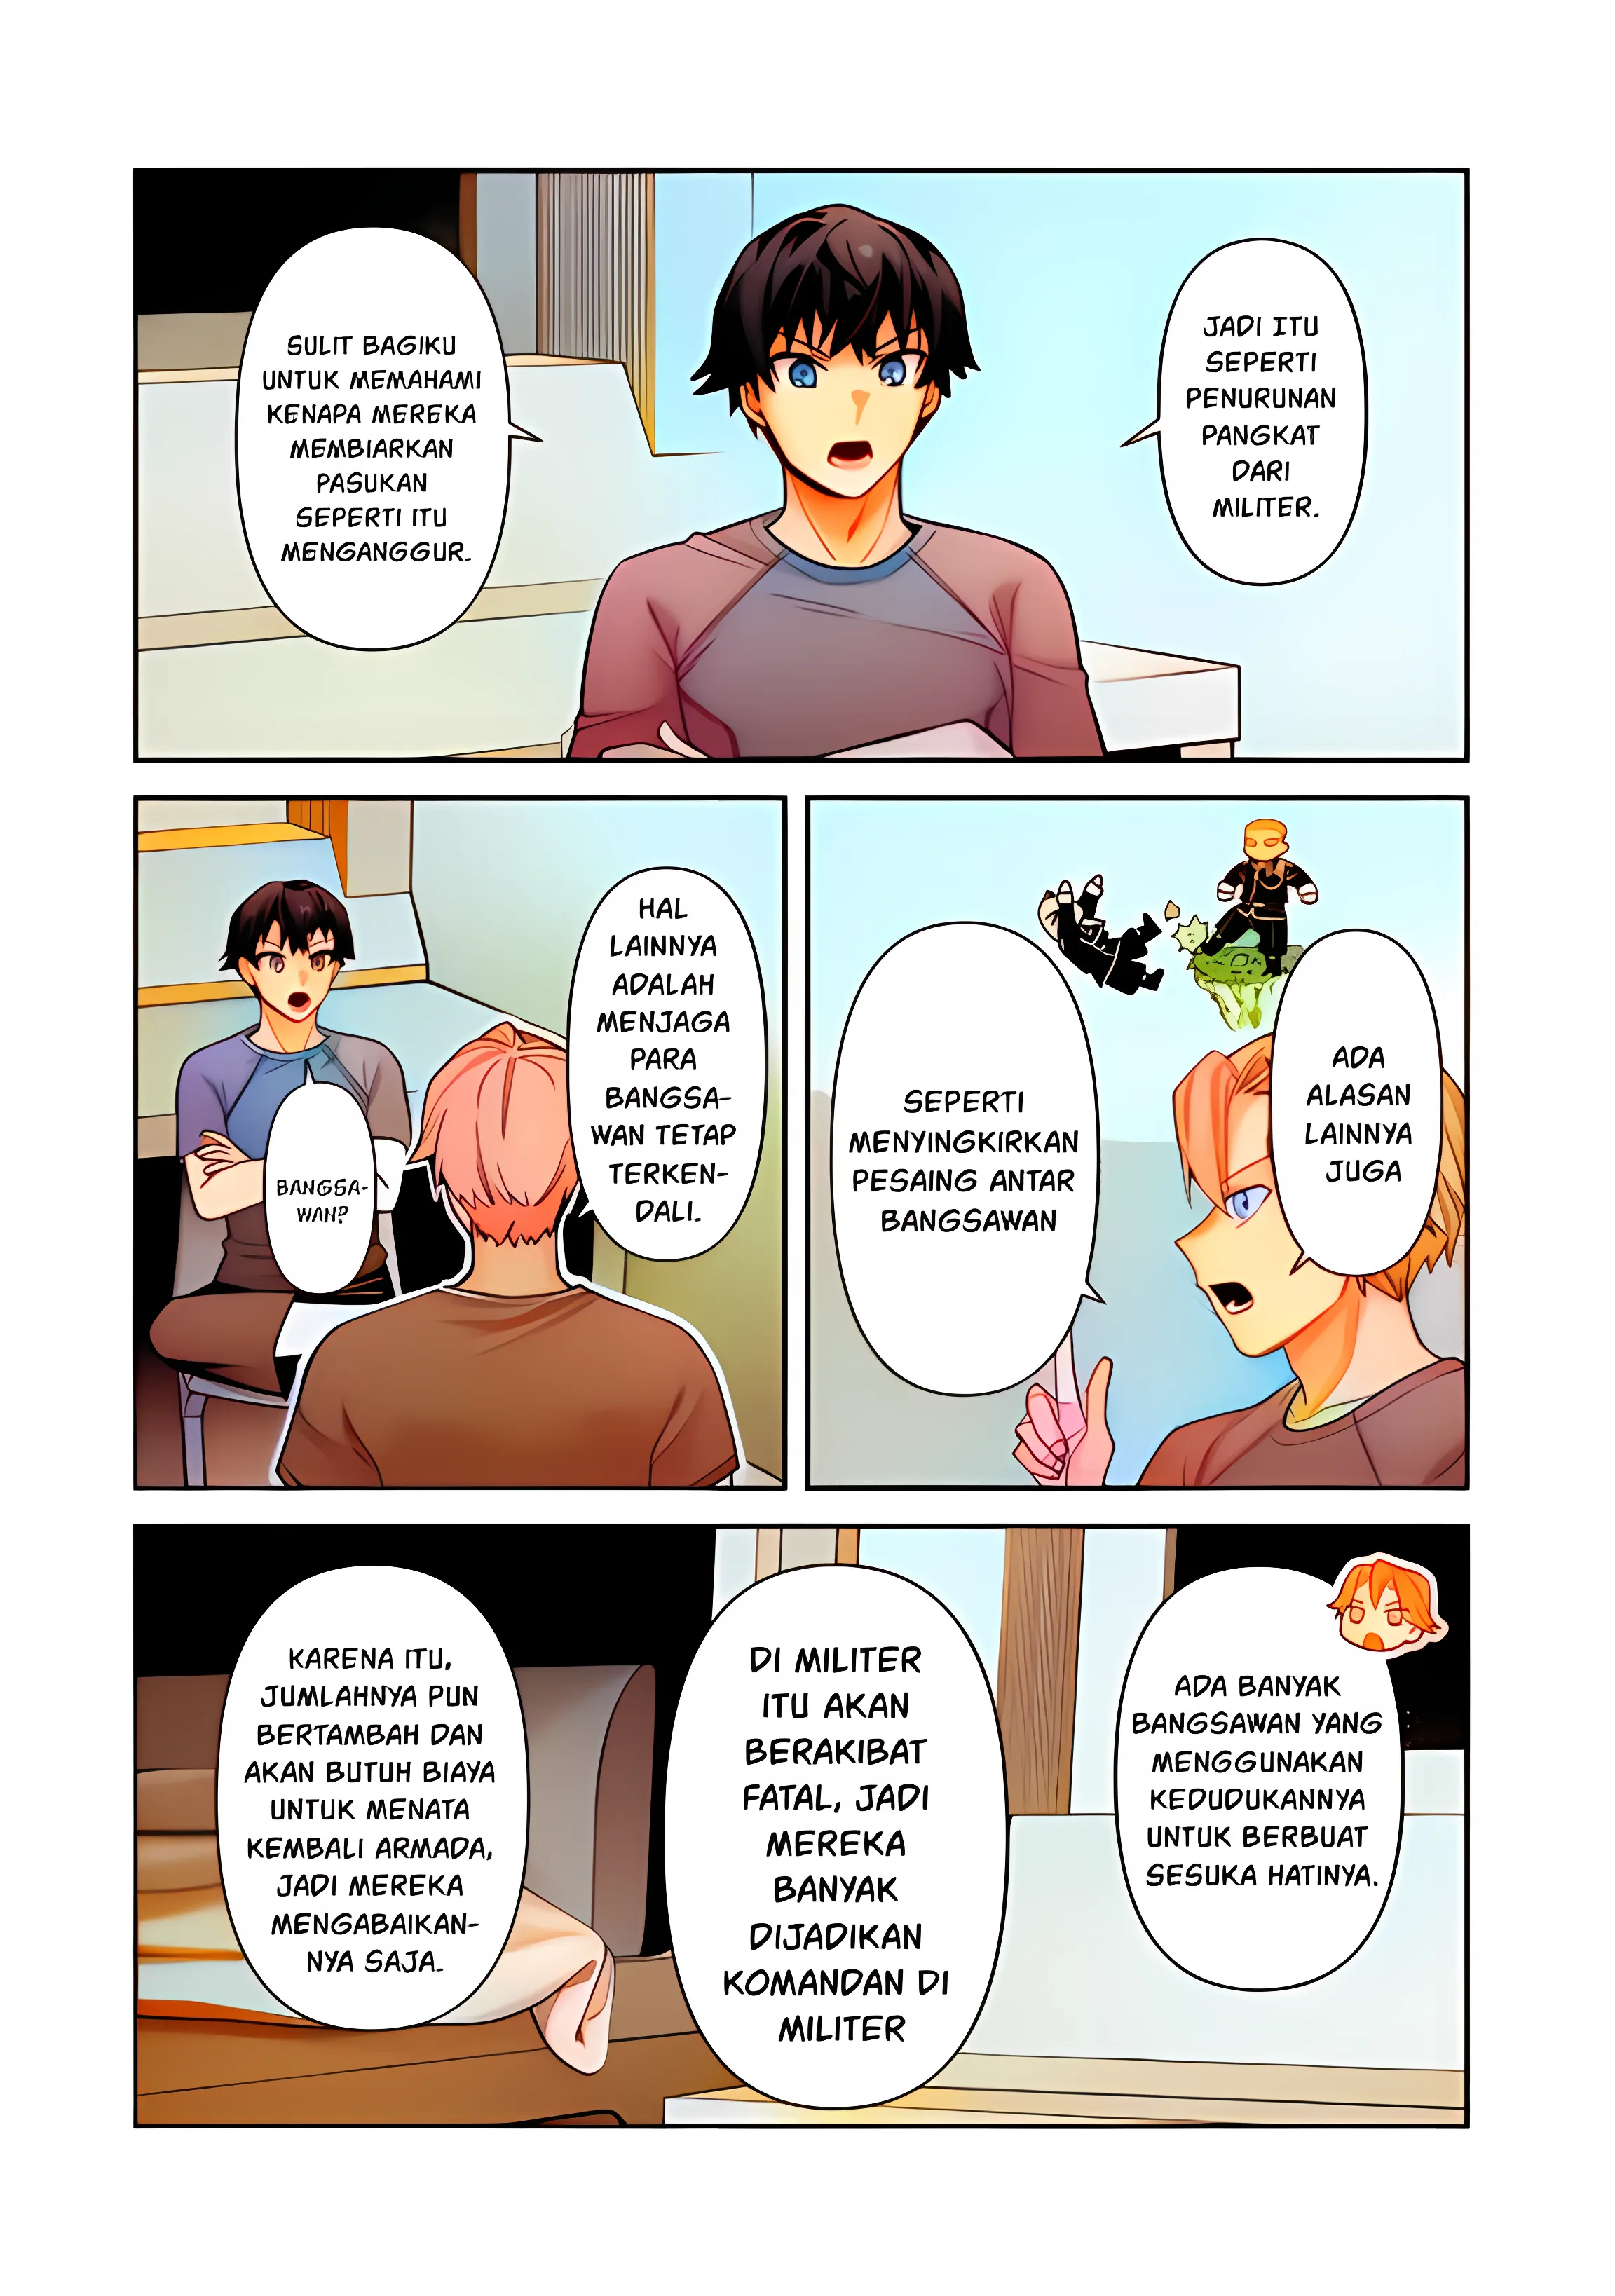 JADI ITU
SEPERTI
PENURUNAN
PANGKAT
DARI
MILITER.
SULIT BAGIKU
UNTUK MEMAHAMI
KENAPA MEREKA
MEMBIARKAN
PASUKAN
SEPERTI ITU
MENGANGGUR.
ADA
ALASAN
LAINNYA
JUGA
SEPERTI
MENYINGKIRKAN
PESAING ANTAR
BANGSAWAN
HAL
LAINNYA
ADALAH
MENJAGA
PARA
BANGSA-
WAN TETAP
TERKEN-
DALI.
BANGSA-
WAN?
ADA BANYAK
BANGSAWAN YANG
MENGGUNAKAN
KEDUDUKANNYA
UNTUK BERBUAT
SESUKA HATINYA.
DI MILITER
ITU AKAN
BERAKIBAT
FATAL, JADI
MEREKA
BANYAK
DIJADIKAN
KOMANDAN DI
MILITER
KARENA ITU,
JUMLAHNYA PUN
BERTAMBAH DAN
AKAN BUTUH BIAYA
UNTUK MENATA
KEMBALI ARMADA,
JADI MEREKA
MENGABAIKAN-
NYA SAJA.